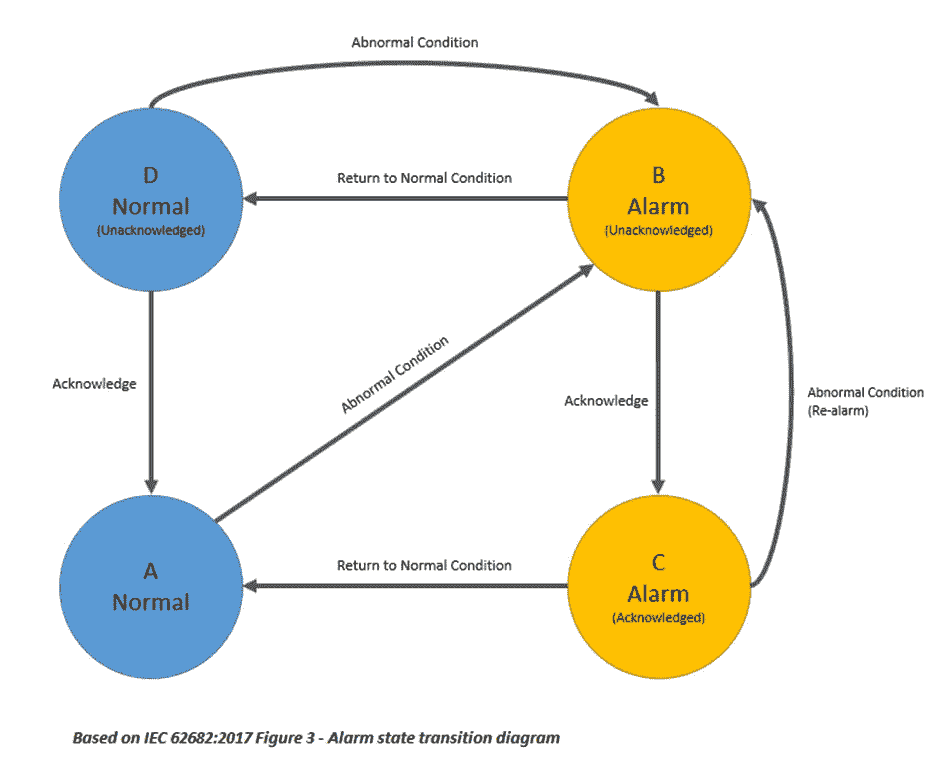 Abnormal Condition
D
Normal
(Unacknowledged)
Return to Normal Condition
B
Alarm
(Unacknowledged)
Acknowledge
Abnormal Condition
Acknowledge
Abnormal Condition
(Re-alarm)
A
Normal
Return to Normal Condition
C
Alarm
(Acknowledged)
Based on IEC 62682:2017 Figure 3 - Alarm state transition diagram